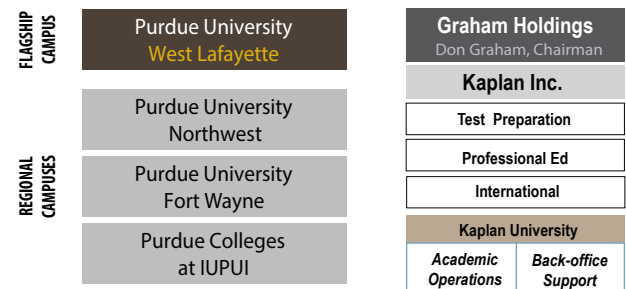 FLAGSHIP
CAMPUS
Purdue University
West Lafayette
REGIONAL
CAMPUSES
Purdue University
Northwest
Purdue University
Fort Wayne
Purdue Colleges
at IUPUI
Graham Holdings
Don Graham, Chairman
Kaplan Inc.
Test Preparation
Professional Ed
International
Kaplan University
Academic
Operations
Back-office
Support